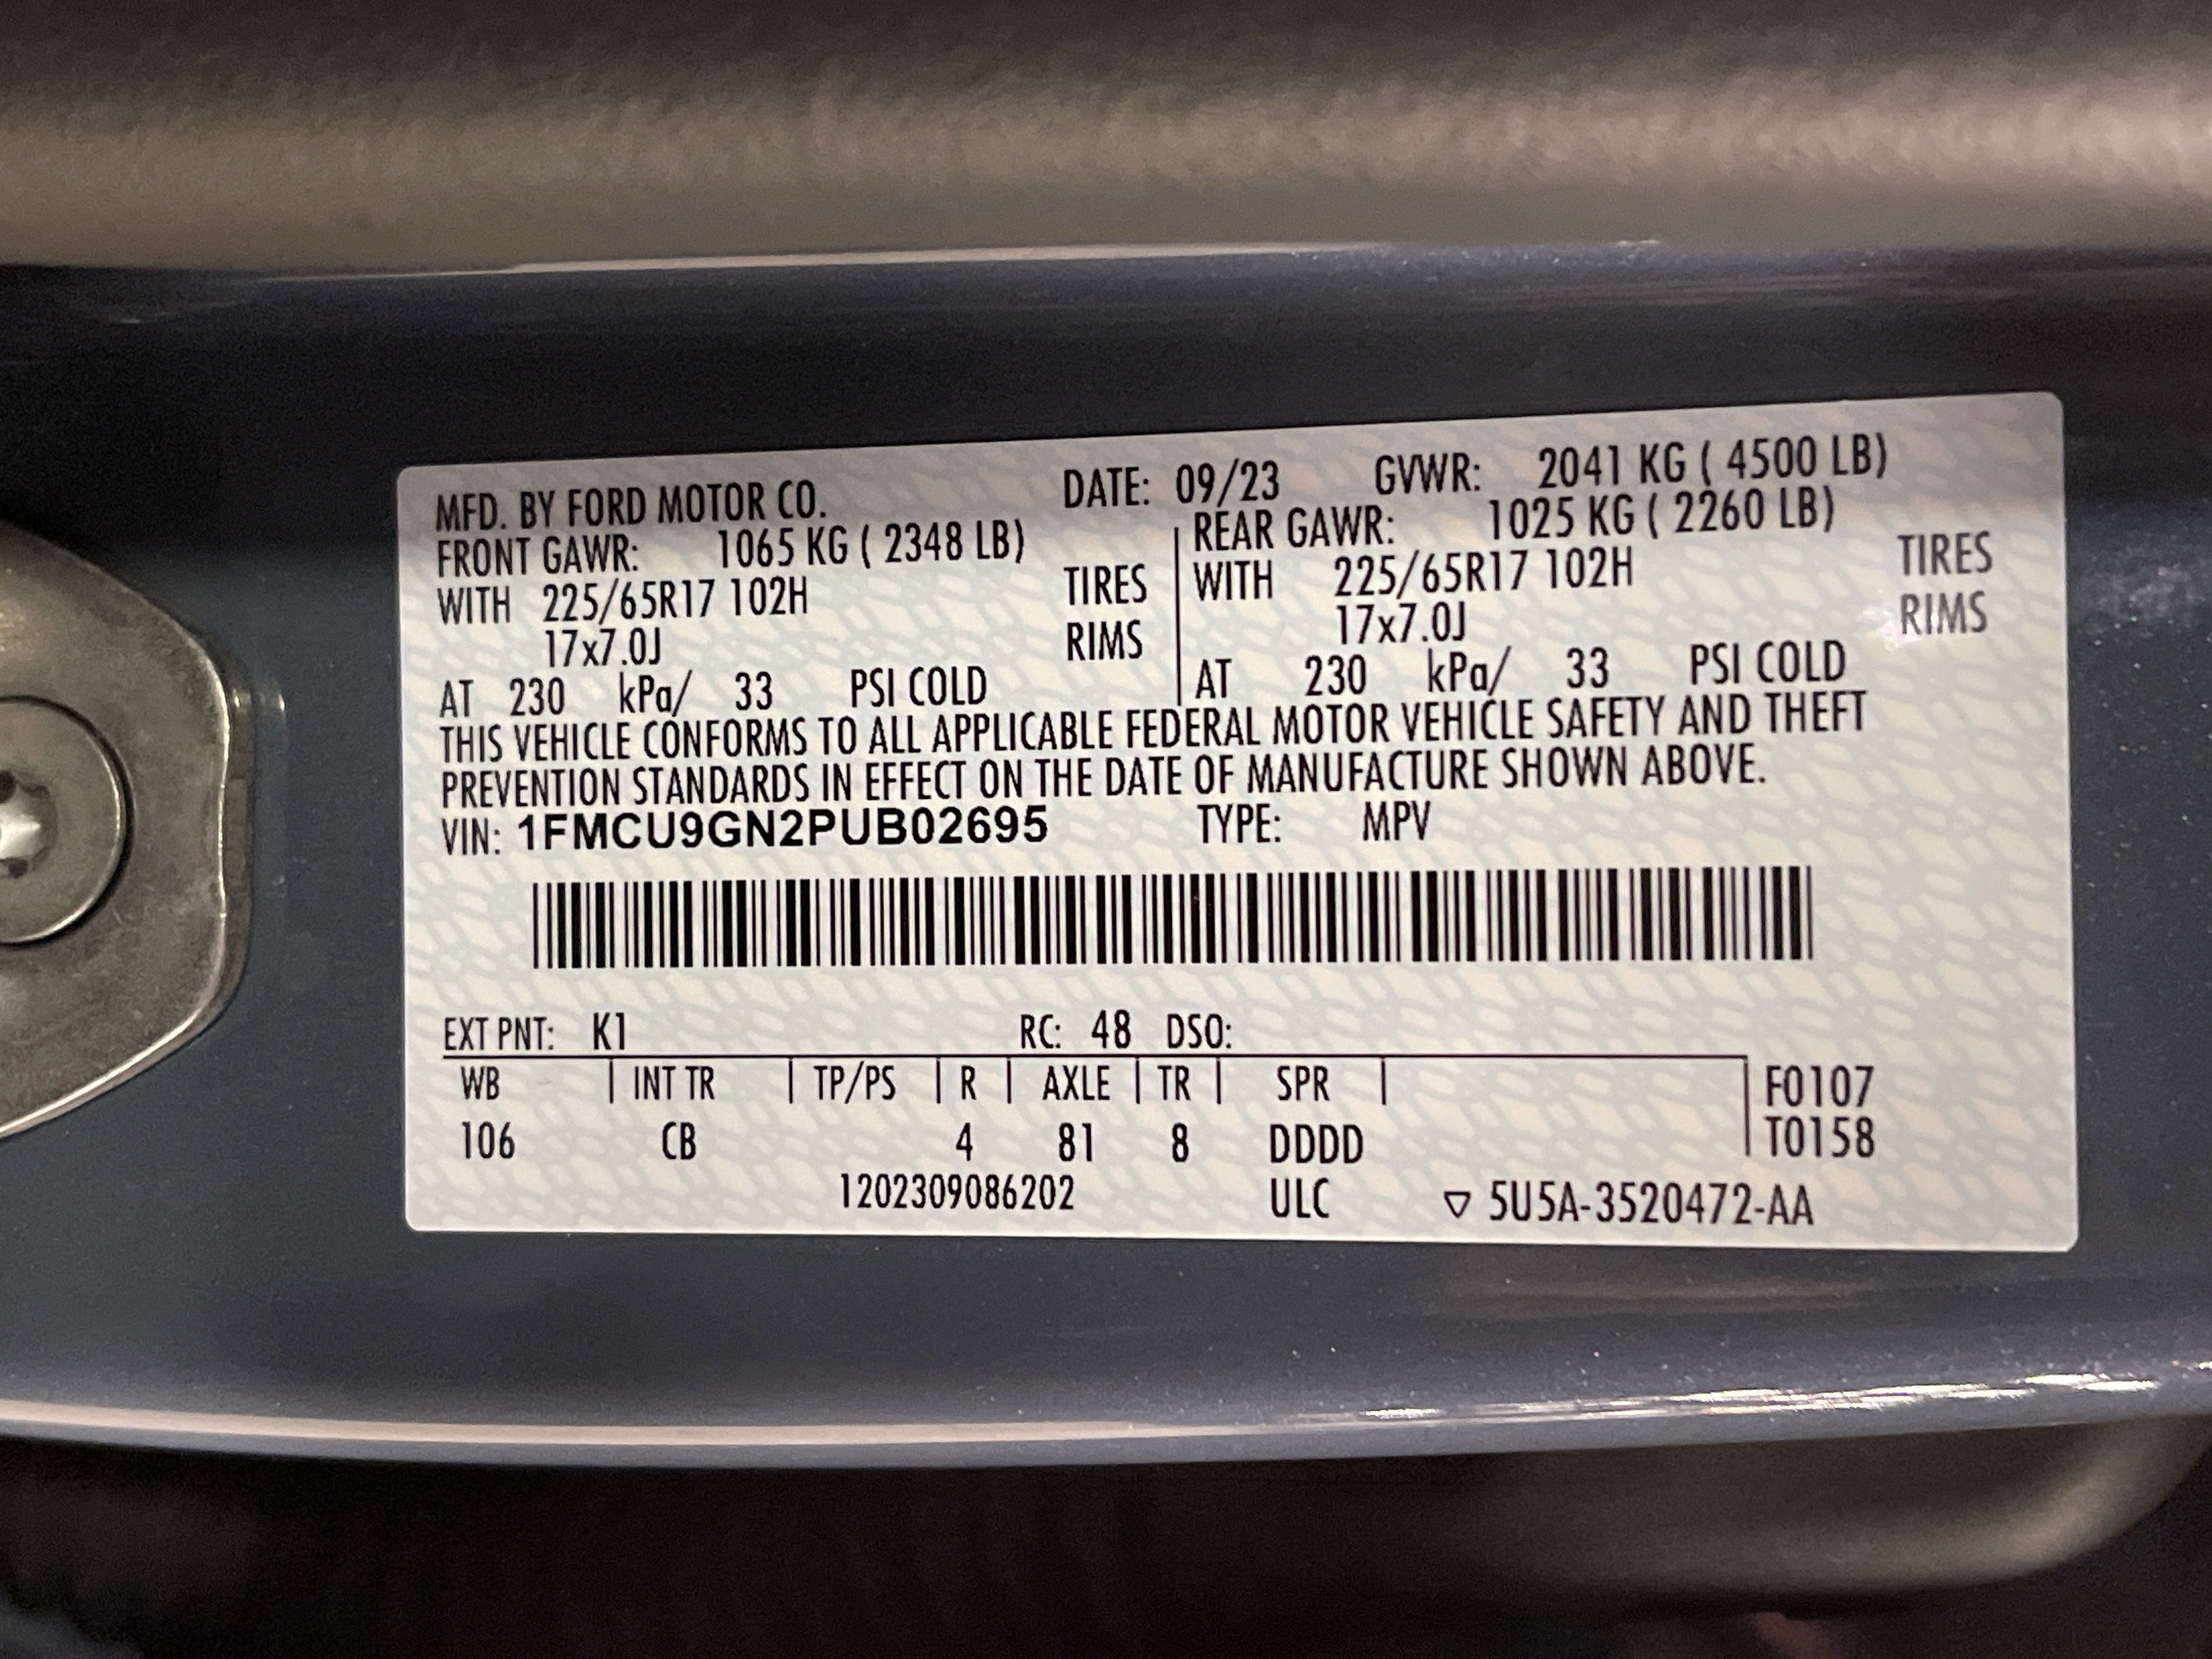 MFD. BY FORD MOTOR CO. DATE: 09/23 GVWR: 2041 KG ( 4500 LB)
FRONT GAWR: 1065 KG ( 2348 LB) REAR GAWR: 1025 KG ( 2260 LB)
WITH 225/65R17 102H TIRES WITH 225/65R17 102H TIRES
17x7.0J RIMS 17x7.0J RIMS
AT 230 kPa/ 33 PSI COLD AT 230 kPa/ 33 PSI COLD
THIS VEHICLE CONFORMS TO ALL APPLICABLE FEDERAL MOTOR VEHICLE SAFETY AND THEFT
PREVENTION STANDARDS IN EFFECT ON THE DATE OF MANUFACTURE SHOWN ABOVE.
VIN: 1FMCU9GN2PUB02695 TYPE: MPV
EXT PNT: K1 RC: 48 DSO:
WB INT TR TP/PS R AXLE TR SPR F0107
106 CB 4 81 8 DDDD T0158
1202309086202 ULC ▽ 5U5A-3520472-AA